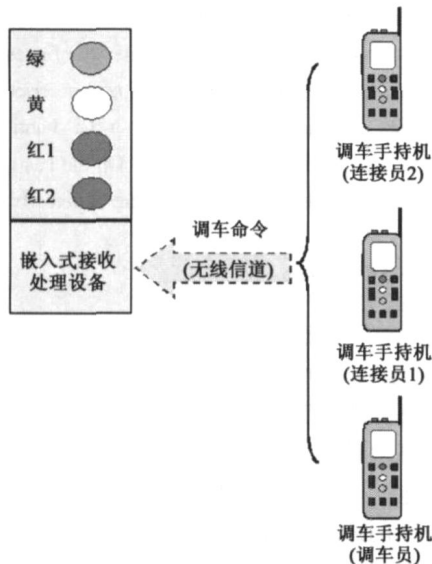 绿
黄
红1
红2
嵌入式接收
处理设备
调车命令
(无线信道)
调车手持机
(连接员2)
调车手持机
(连接员1)
调车手持机
(调车员)